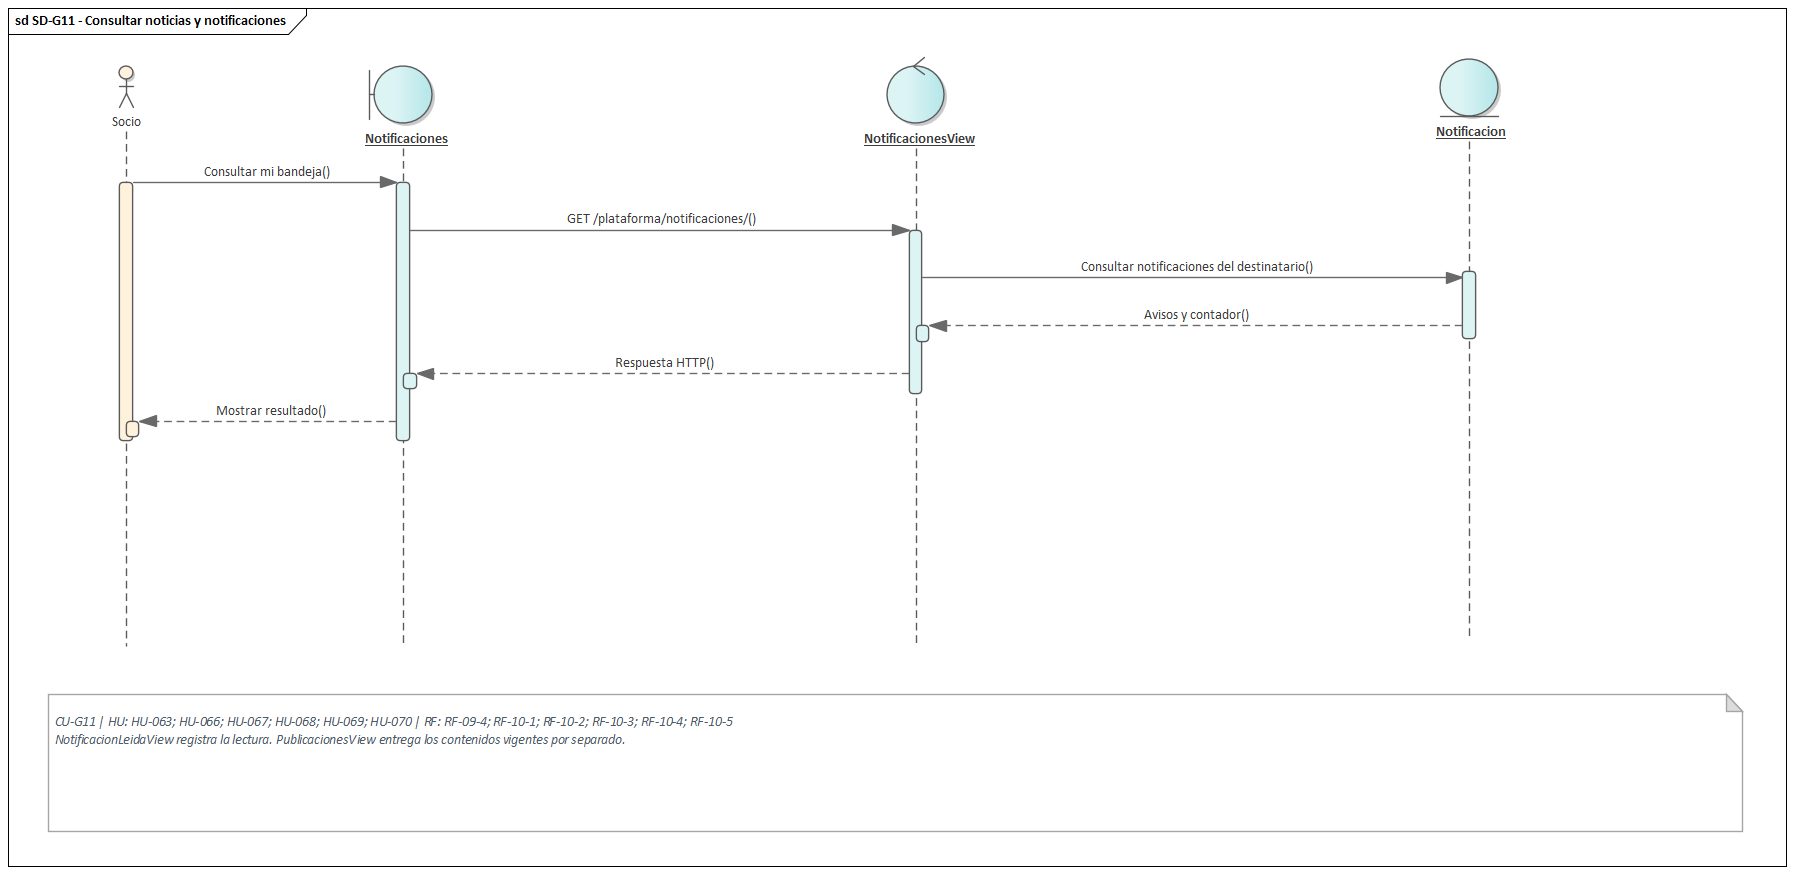 sd SD-G11 - Consultar noticias y notificaciones
Socio
Notificaciones
NotificacionesView
Notificacion
Consultar mi bandeja()
GET /plataforma/notificaciones/()
Consultar notificaciones del destinatario()
Avisos y contador()
Respuesta HTTP()
Mostrar resultado()
CU-G11 | HU: HU-063; HU-066; HU-067; HU-068; HU-069; HU-070 | RF: RF-09-4; RF-10-1; RF-10-2; RF-10-3; RF-10-4; RF-10-5
NotificacionLeidaView registra la lectura. PublicacionesView entrega los contenidos vigentes por separado.